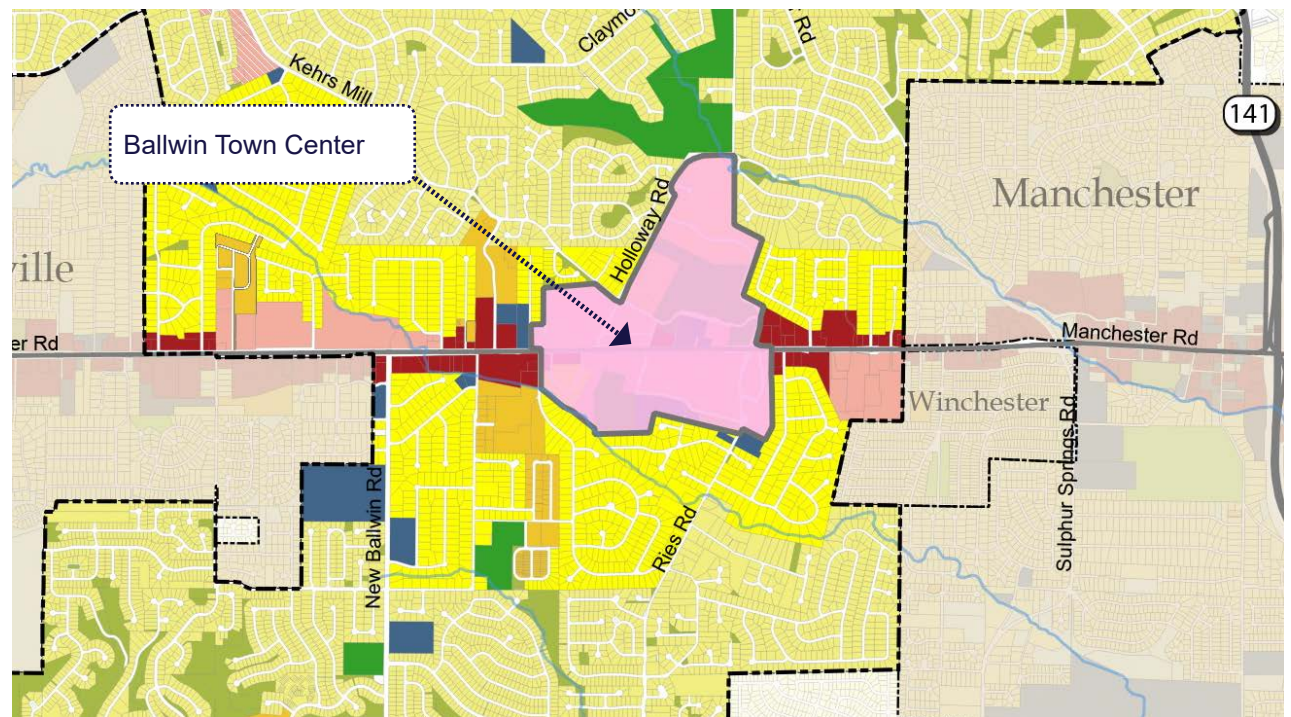 Claymo
Rd
Kehrs Mill
141
Ballwin Town Center
Manchester
Holloway Rd
ville
er Rd
Manchester Rd
Winchester
Sulphur Springs Rd
New Ballwin Rd
Ries Rd